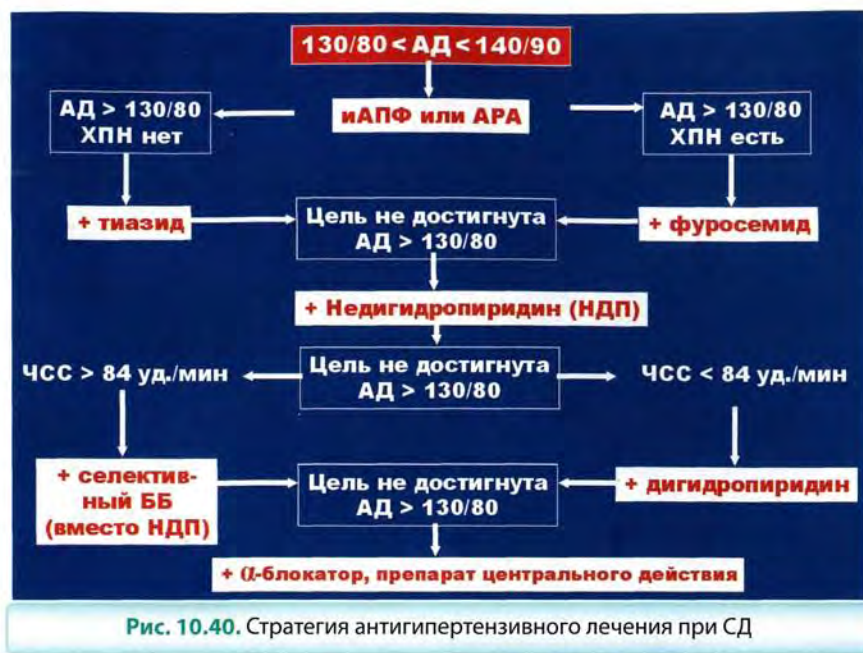 130/80 < АД < 140/90
АД > 130/80
ХПН нет
иАПФ или АРА
АД > 130/80
ХПН есть
+ тиазид
Цель не достигнута
АД > 130/80
+ фуросемид
+ Недигидропиридин (НДП)
ЧСС > 84 уд./мин
Цель не достигнута
АД > 130/80
ЧСС < 84 уд./мин
+ селектив-
ный ББ
(вместо НДП)
Цель не достигнута
АД > 130/80
+ дигидропиридин
+ α-блокатор, препарат центрального действия
Рис. 10.40. Стратегия антигипертензивного лечения при СД